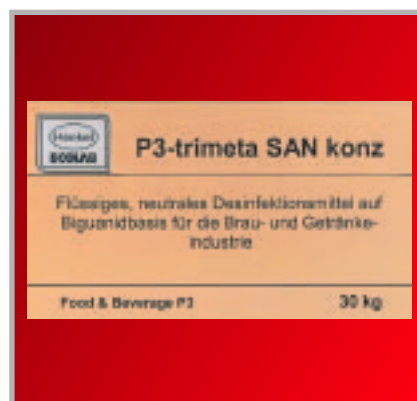 Henkel
ECOLAB
P3-trimeta SAN konz
Flüssiges, neutrales Desinfektionsmittel auf
Biguanidbasis für die Brau- und Getränke-
industrie
Food & Beverage P3
30 kg